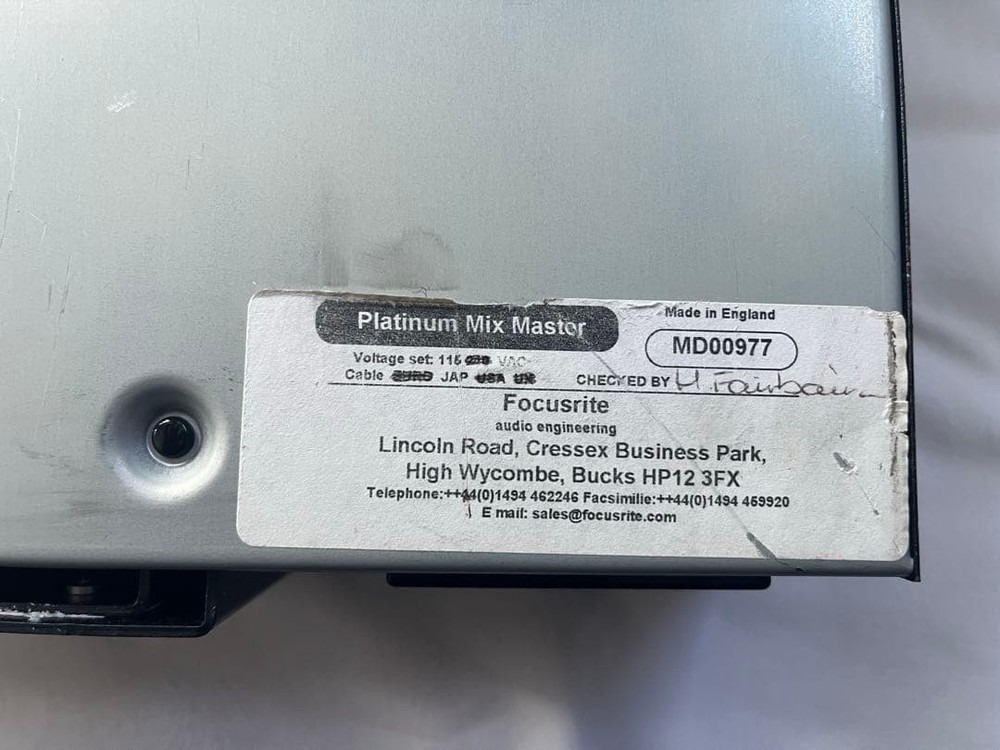 Platinum Mix Master
Made in England
MD00977
Voltage set: 115 230 VAC
Cable EURO JAP USA UK
CHECKED BY H Fairbairn
Focusrite
audio engineering
Lincoln Road, Cressex Business Park,
High Wycombe, Bucks HP12 3FX
Telephone:++44(0)1494 462246 Facsimilie:++44(0)1494 459920
E mail: sales@focusrite.com